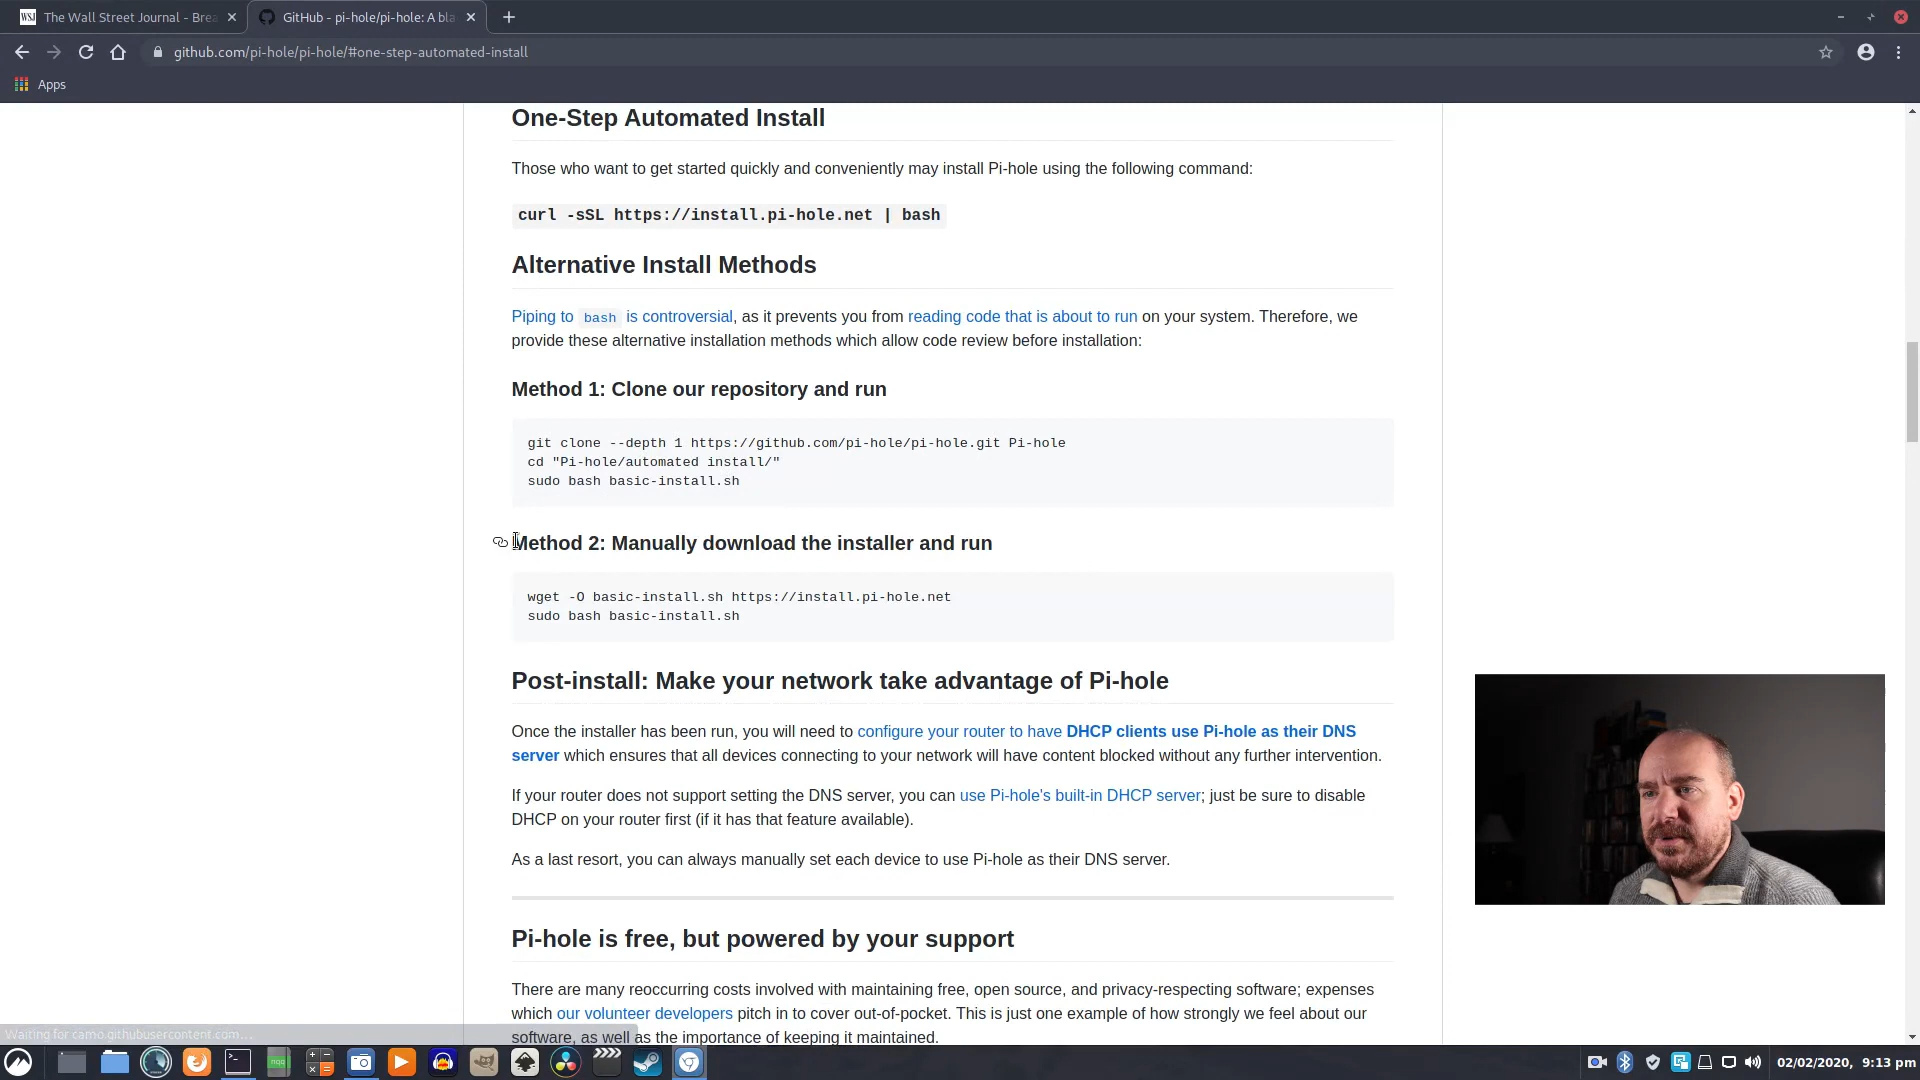 The Wall Street Journal - Brea
GitHub - pi-hole/pi-hole: A bla
github.com/pi-hole/pi-hole/#one-step-automated-install
Apps
One-Step Automated Install
Those who want to get started quickly and conveniently may install Pi-hole using the following command:
curl -sSL https://install.pi-hole.net | bash
Alternative Install Methods
Piping to bash is controversial, as it prevents you from reading code that is about to run on your system. Therefore, we
provide these alternative installation methods which allow code review before installation:
Method 1: Clone our repository and run
git clone --depth 1 https://github.com/pi-hole/pi-hole.git Pi-hole
cd "Pi-hole/automated install/"
sudo bash basic-install.sh
Method 2: Manually download the installer and run
wget -O basic-install.sh https://install.pi-hole.net
sudo bash basic-install.sh
Post-install: Make your network take advantage of Pi-hole
Once the installer has been run, you will need to configure your router to have DHCP clients use Pi-hole as their DNS
server which ensures that all devices connecting to your network will have content blocked without any further intervention.
If your router does not support setting the DNS server, you can use Pi-hole's built-in DHCP server; just be sure to disable
DHCP on your router first (if it has that feature available).
As a last resort, you can always manually set each device to use Pi-hole as their DNS server.
Pi-hole is free, but powered by your support
There are many reoccurring costs involved with maintaining free, open source, and privacy-respecting software; expenses
which our volunteer developers pitch in to cover out-of-pocket. This is just one example of how strongly we feel about our
software, as well as the importance of keeping it maintained.
Waiting for camo.githubusercontent.com...
nqq
02/02/2020, 9:13 pm